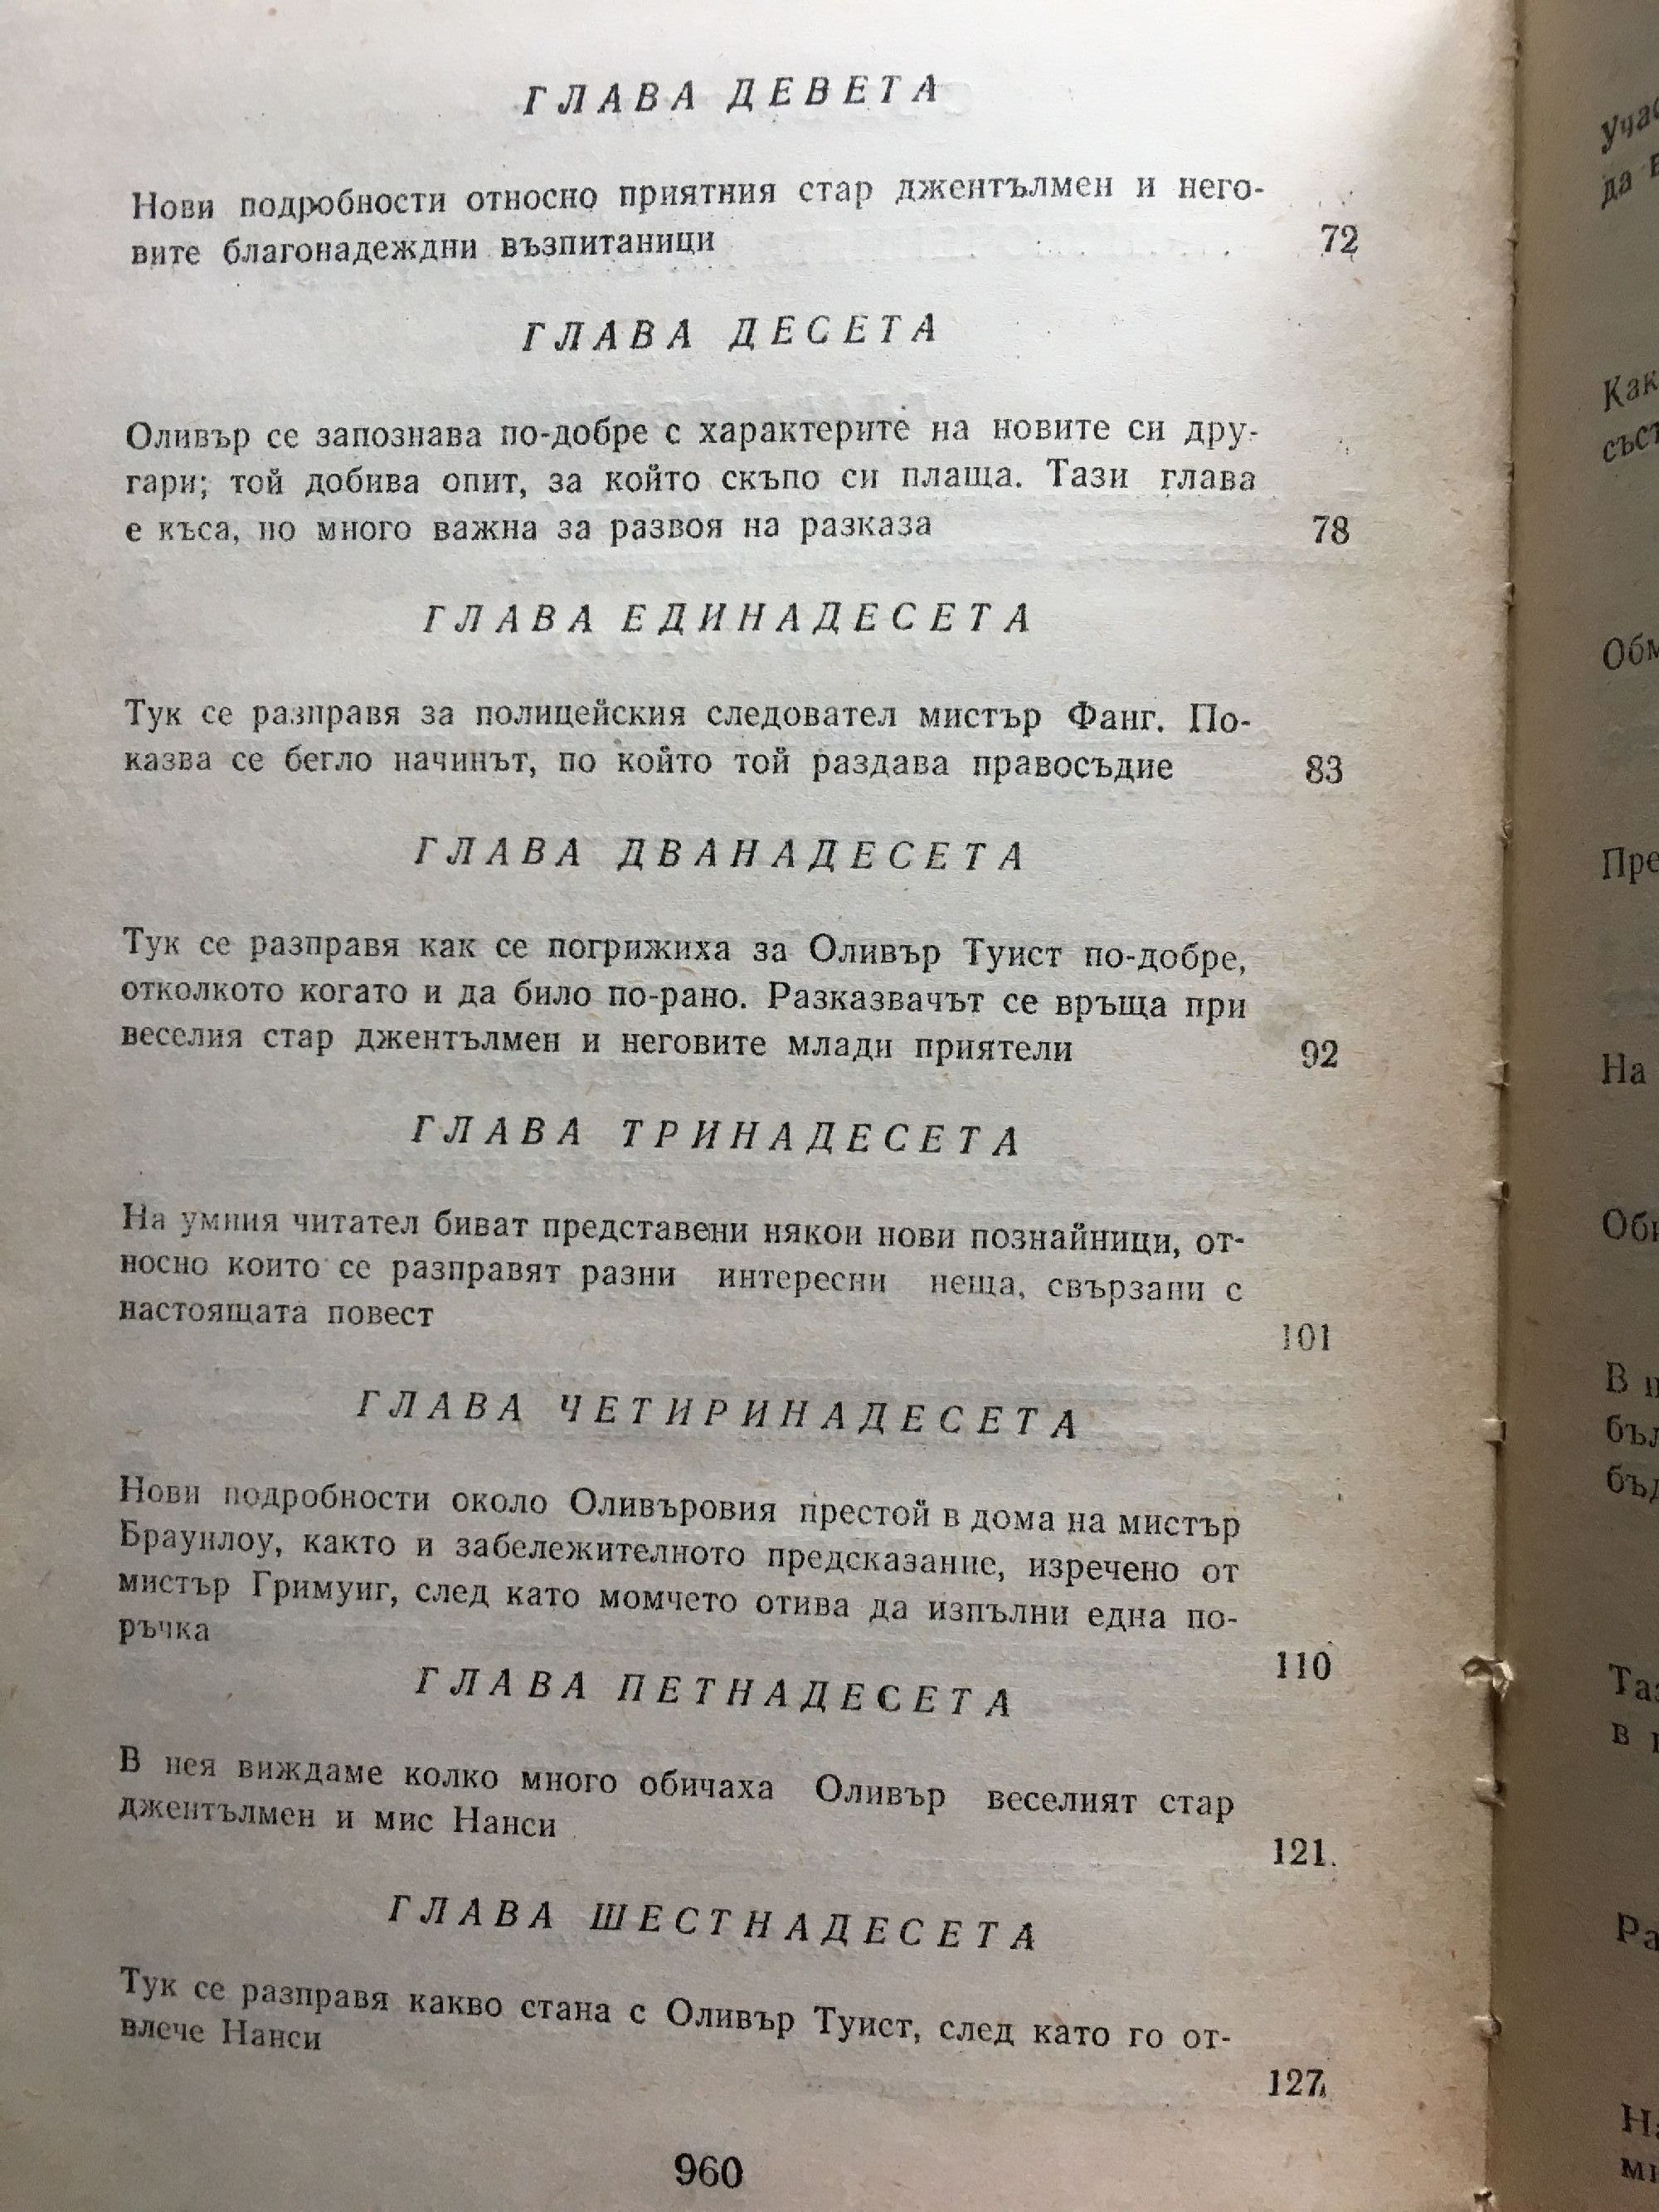 ГЛАВА ДЕВЕТА
Нови подробности относно приятния стар джентълмен и него-
вите благонадеждни възпитаници 72
ГЛАВА ДЕСЕТА
Оливър се запознава по-добре с характерите на новите си дру-
гари; той добива опит, за който скъпо си плаща. Тази глава
е къса, но много важна за развоя на разказа 78
ГЛАВА ЕДИНАДЕСЕТА
Тук се разправя за полицейския следовател мистър Фанг. По-
казва се бегло начинът, по който той раздава правосъдие 83
ГЛАВА ДВАНАДЕСЕТА
Тук се разправя как се погрижиха за Оливър Туист по-добре,
отколкото когато и да било по-рано. Разказвачът се връща при
веселия стар джентълмен и неговите млади приятели 92
ГЛАВА ТРИНАДЕСЕТА
На умния читател биват представени някои нови познайници, от-
носно които се разправят разни интересни неща, свързани с
настоящата повест 101
ГЛАВА ЧЕТИРИНАДЕСЕТА
Нови подробности около Оливъровия престой в дома на мистър
Браунлоу, както и забележителното предсказание, изречено от
мистър Гримуиг, след като момчето отива да изпълни една по-
ръчка 110
ГЛАВА ПЕТНАДЕСЕТА
В нея виждаме колко много обичаха Оливър веселият стар
джентълмен и мис Нанси 121
ГЛАВА ШЕСТНАДЕСЕТА
Тук се разправя какво стана с Оливър Туист, след като го от-
влече Нанси 127
960